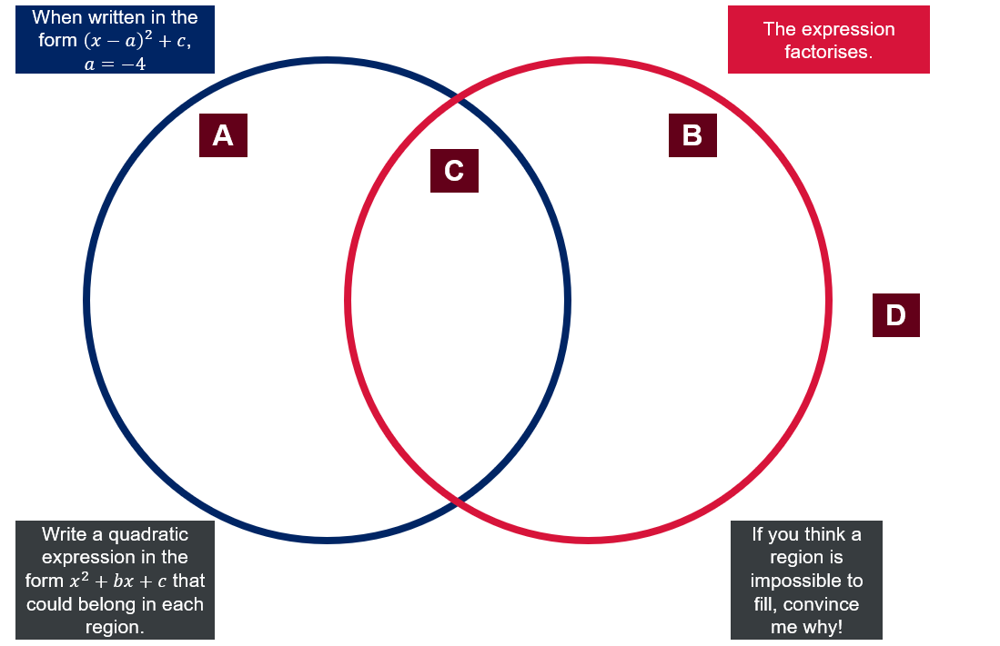 When written in the
form (x − a)² + c,
a = −4
The expression
factorises.
A
B
C
D
Write a quadratic
expression in the
form x² + bx + c that
could belong in each
region.
If you think a
region is
impossible to
fill, convince
me why!